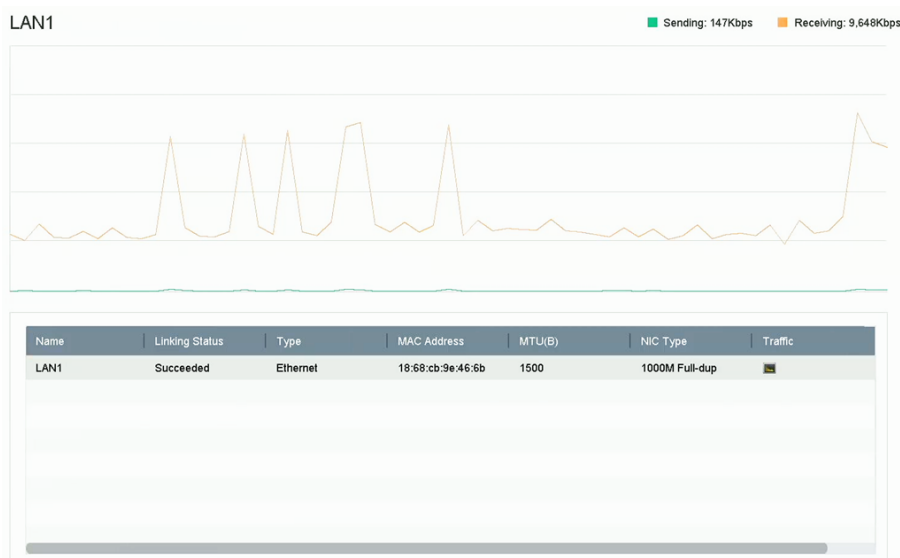 LAN1
Sending: 147Kbps Receiving: 9,648Kbps
Name Linking Status Type MAC Address MTU(B) NIC Type Traffic
LAN1 Succeeded Ethernet 18:68:cb:9e:46:6b 1500 1000M Full-dup